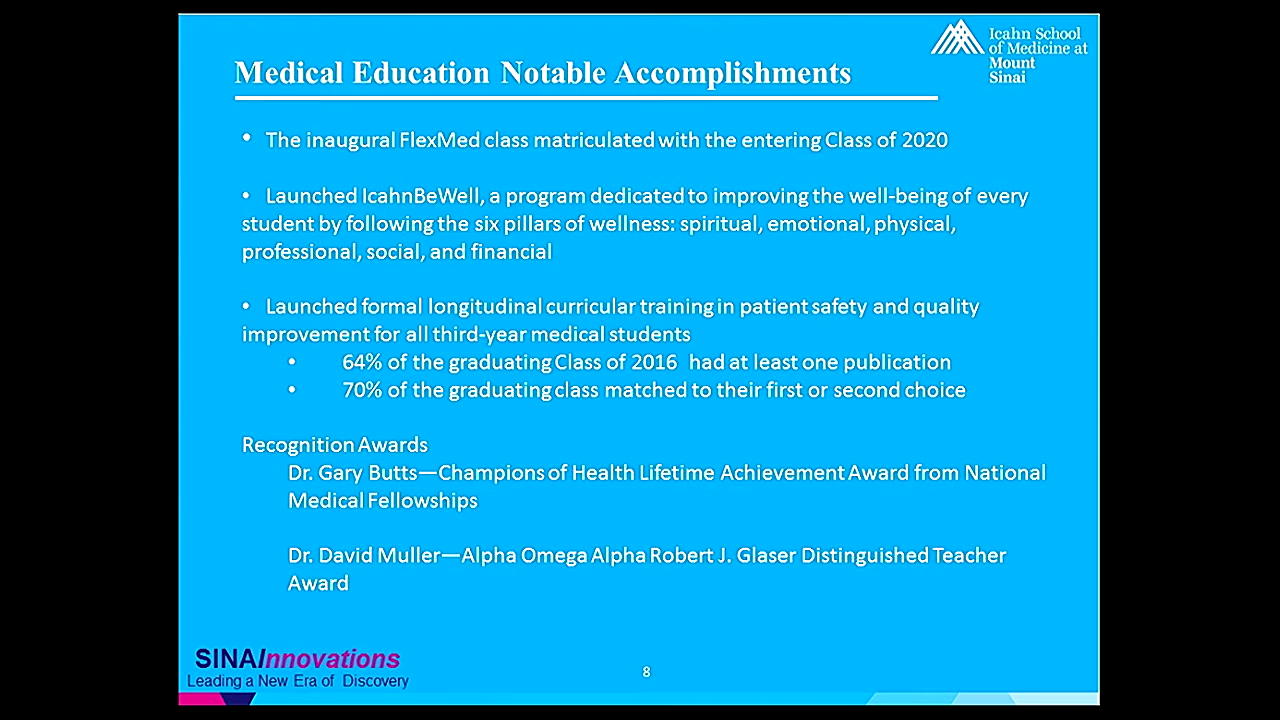 Icahn School
of Medicine at
Mount
Sinai
Medical Education Notable Accomplishments
• The inaugural FlexMed class matriculated with the entering Class of 2020
• Launched IcahnBeWell, a program dedicated to improving the well-being of every
student by following the six pillars of wellness: spiritual, emotional, physical,
professional, social, and financial
• Launched formal longitudinal curricular training in patient safety and quality
improvement for all third-year medical students
• 64% of the graduating Class of 2016 had at least one publication
• 70% of the graduating class matched to their first or second choice
Recognition Awards
Dr. Gary Butts—Champions of Health Lifetime Achievement Award from National
Medical Fellowships
Dr. David Muller—Alpha Omega Alpha Robert J. Glaser Distinguished Teacher
Award
SINAInnovations
Leading a New Era of Discovery
8